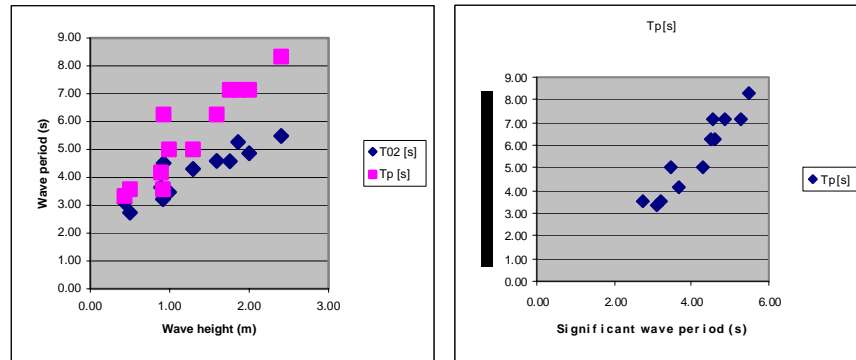 9.00
8.00
7.00
6.00
5.00
4.00
3.00
2.00
1.00
0.00
0.00 1.00 2.00 3.00
Wave period (s)
Wave height (m)
T02 [s]
Tp [s]
Tp[s]
9.00
8.00
7.00
6.00
5.00
4.00
3.00
2.00
1.00
0.00
0.00 2.00 4.00 6.00
Significant wave period (s)
Tp[s]